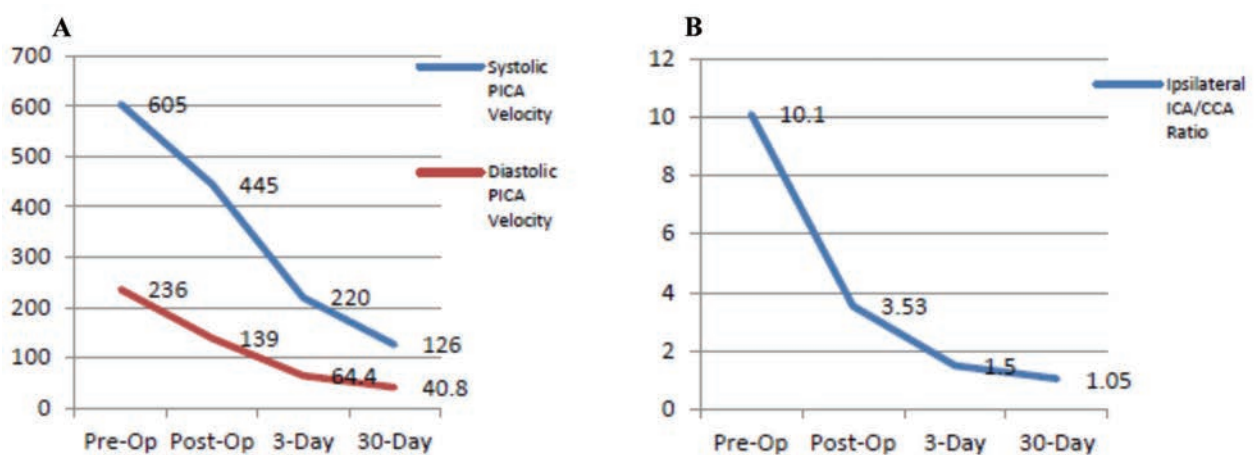 A
700
600
500
400
300
200
100
0
605
445
220
126
236
139
64.4
40.8
Pre-Op Post-Op 3-Day 30-Day
Systolic
PICA
Velocity
Diastolic
PICA
Velocity
B
12
10
8
6
4
2
0
10.1
3.53
1.5
1.05
Pre-Op Post-Op 3-Day 30-Day
Ipsilateral
ICA/CCA
Ratio